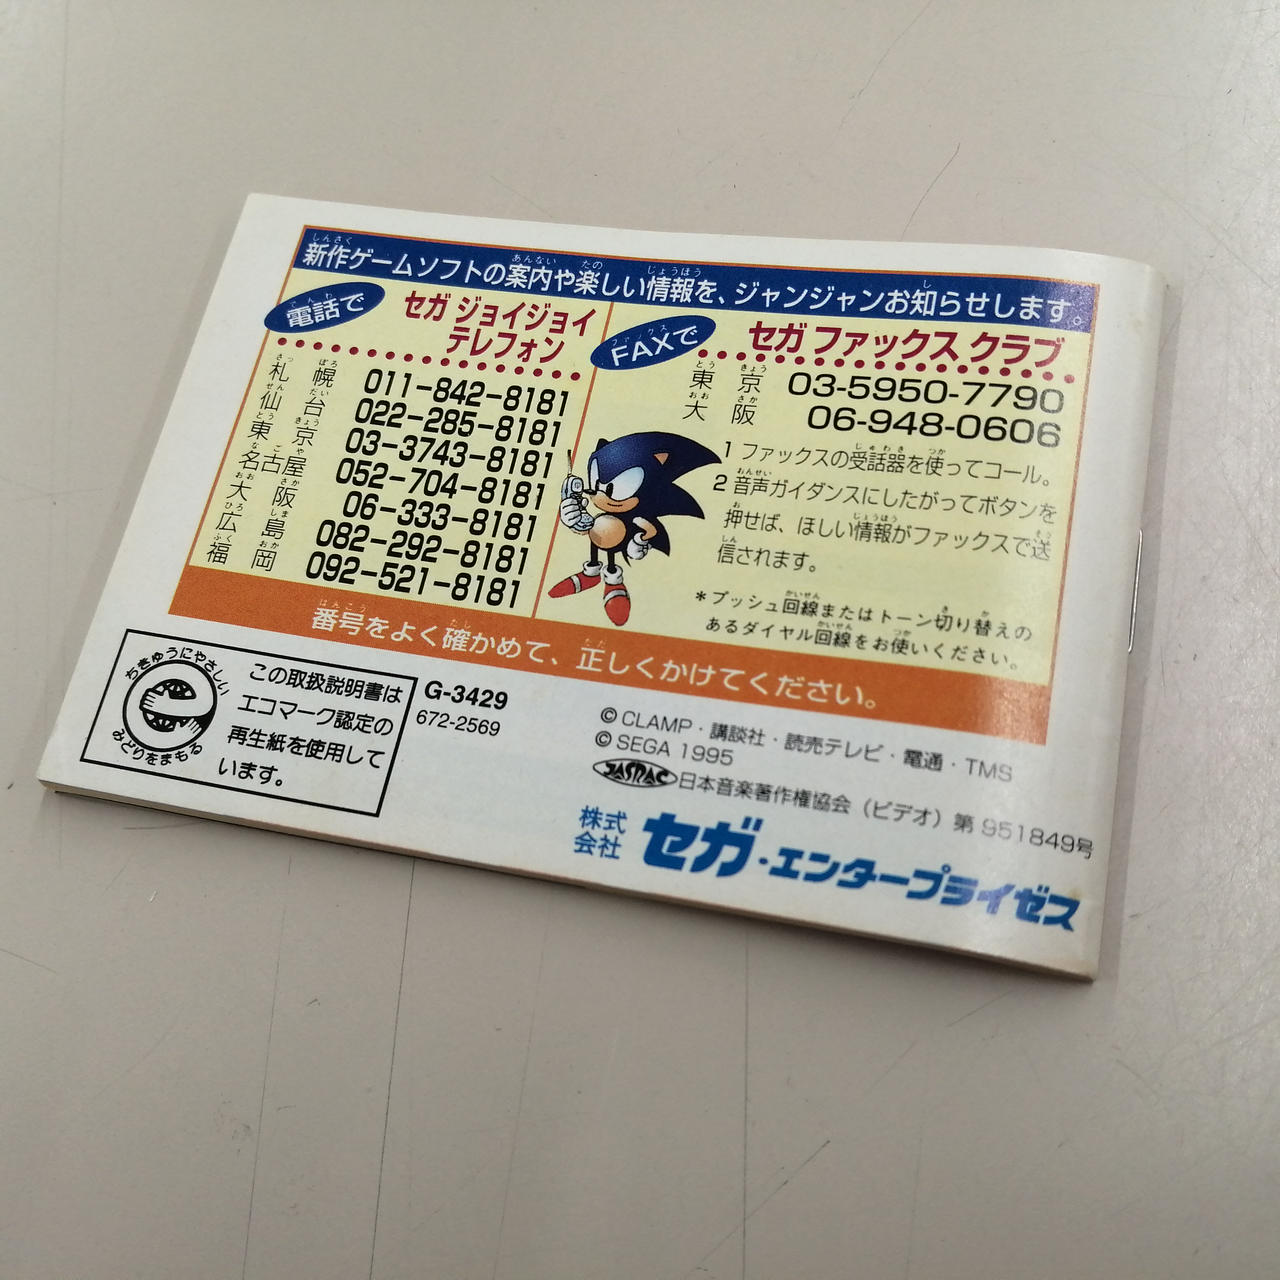 新作ゲームソフトの案内や楽しい情報を、ジャンジャンお知らせします。
電話で
セガ ジョイジョイ
テレフォン
札幌 011-842-8181
仙台 022-285-8181
東京 03-3743-8181
名古屋 052-704-8181
大阪 06-333-8181
広島 082-292-8181
福岡 092-521-8181
FAXで
セガ ファックス クラブ
東京 03-5950-7790
大阪 06-948-0606
1 ファックスの受話器を使ってコール。
2 音声ガイダンスにしたがってボタンを
押せば、ほしい情報がファックスで送
信されます。
＊プッシュ回線またはトーン切り替えの
あるダイヤル回線をお使いください。
番号をよく確かめて、正しくかけてください。
ちきゅうにやさしい
みどりをまもる
この取扱説明書は
エコマーク認定の
再生紙を使用して
います。
G-3429
672-2569
© CLAMP・講談社・読売テレビ・電通・TMS
© SEGA 1995
JASRAC 日本音楽著作権協会（ビデオ）第 951849号
株式会社 セガ・エンタープライゼス